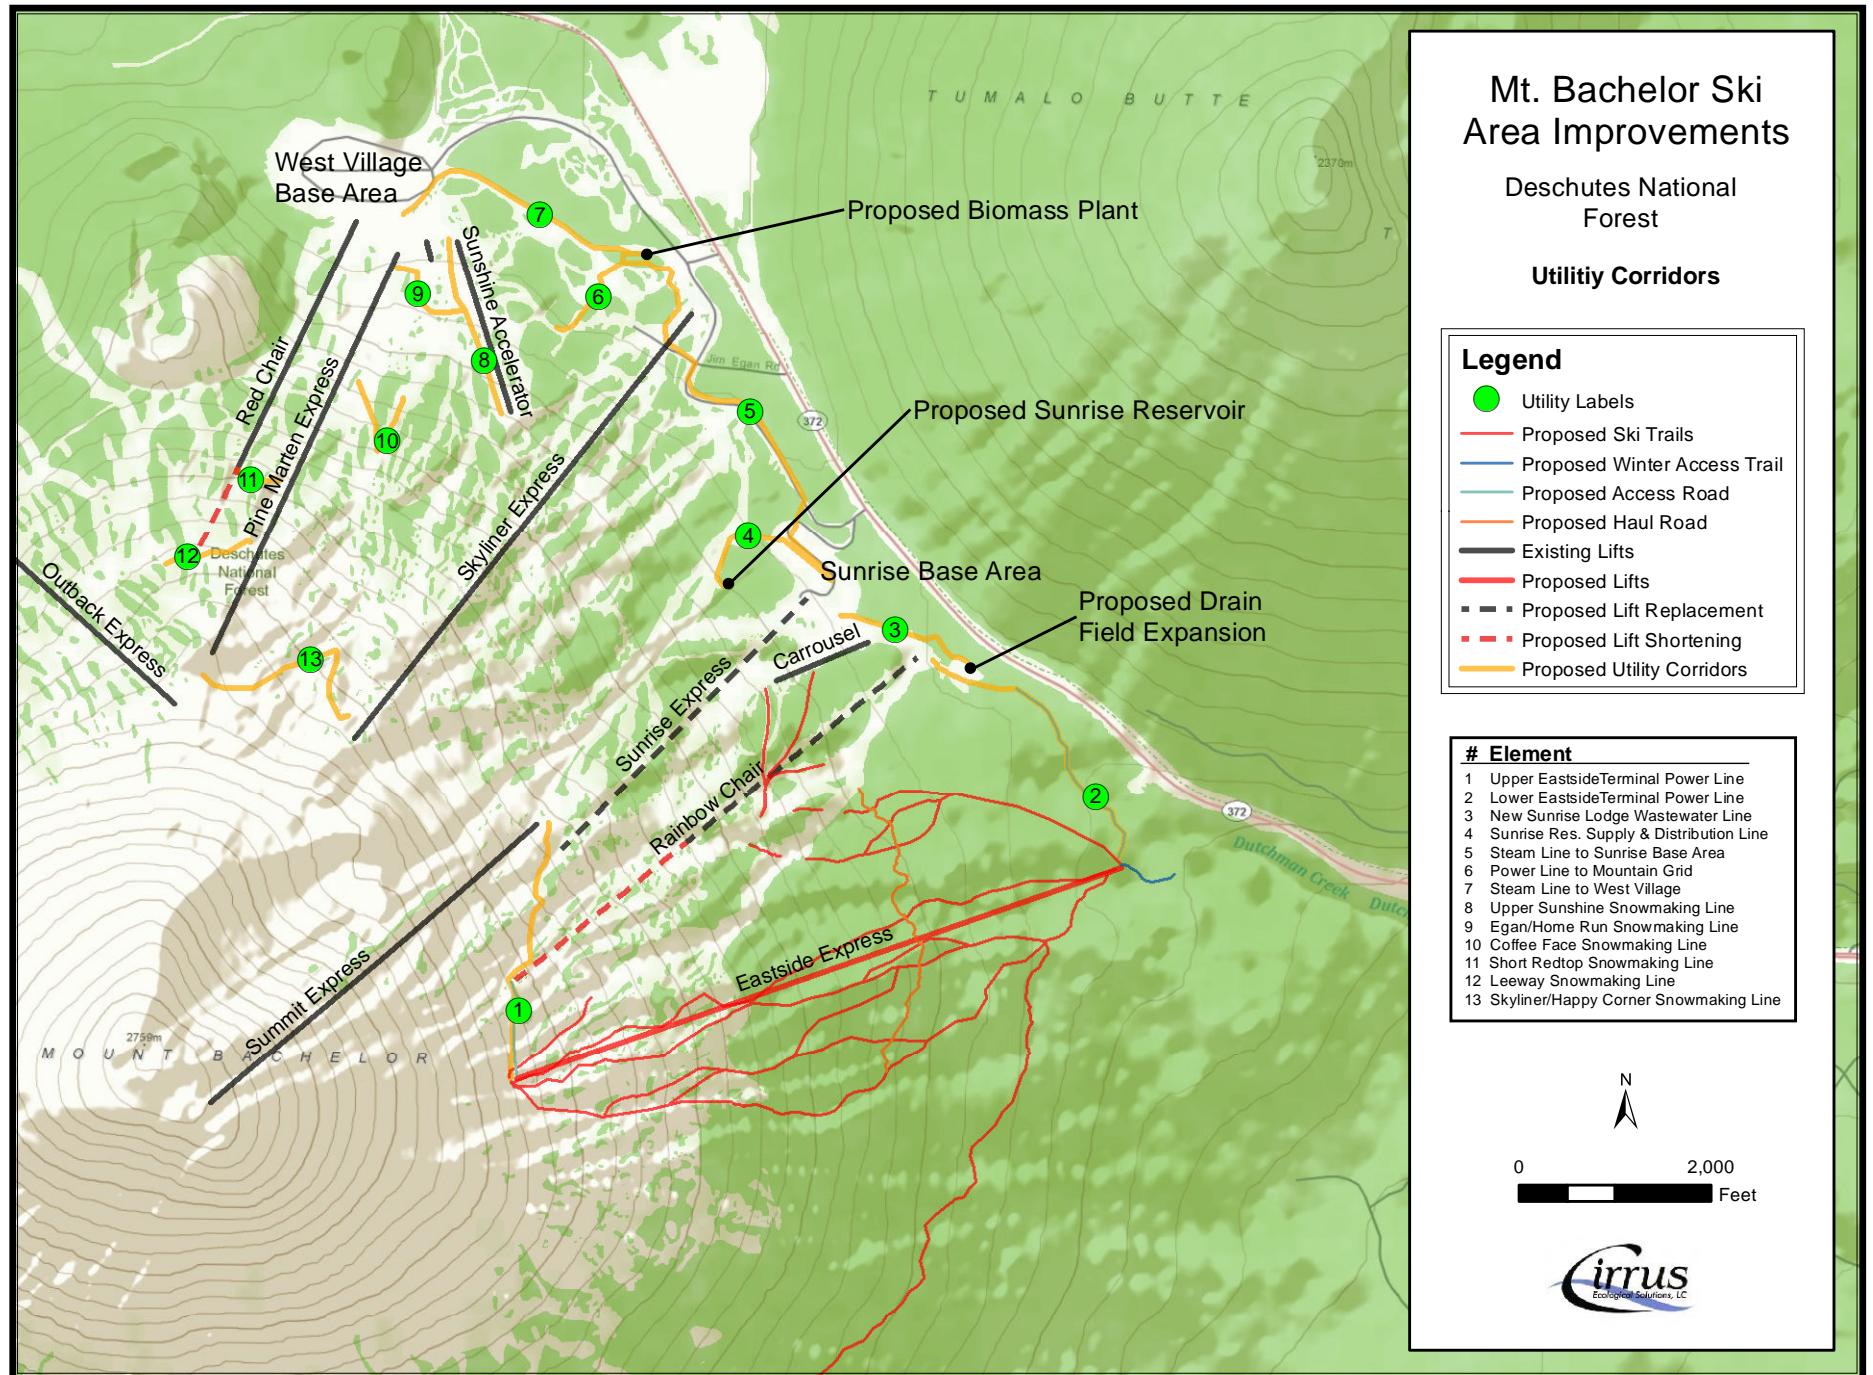 Mt. Bachelor Ski
Area Improvements
Deschutes National
Forest
Utilitiy Corridors
Legend
Utility Labels
Proposed Ski Trails
Proposed Winter Access Trail
Proposed Access Road
Proposed Haul Road
Existing Lifts
Proposed Lifts
Proposed Lift Replacement
Proposed Lift Shortening
Proposed Utility Corridors
# Element
1 Upper EastsideTerminal Power Line
2 Lower EastsideTerminal Power Line
3 New Sunrise Lodge Wastewater Line
4 Sunrise Res. Supply & Distribution Line
5 Steam Line to Sunrise Base Area
6 Power Line to Mountain Grid
7 Steam Line to West Village
8 Upper Sunshine Snowmaking Line
9 Egan/Home Run Snowmaking Line
10 Coffee Face Snowmaking Line
11 Short Redtop Snowmaking Line
12 Leeway Snowmaking Line
13 Skyliner/Happy Corner Snowmaking Line
N
0 2,000
Feet
Cirrus
Ecological Solutions, LC
TUMALO BUTTE
2370m
T
West Village
Base Area
7
Proposed Biomass Plant
Sunshine Accelerator
9
6
8
Red Chair
Pine Marten Express
Jim Egan Rd
372
5
Proposed Sunrise Reservoir
10
11
Skyliner Express
12
Deschutes
National
Forest
4
Sunrise Base Area
Outback Express
Proposed Drain
Field Expansion
3
Carrousel
13
Sunrise Express
Rainbow Chair
2
372
Dutchman Creek
Dutc
Eastside Express
Summit Express
1
2759m
MOUNT BACHELOR